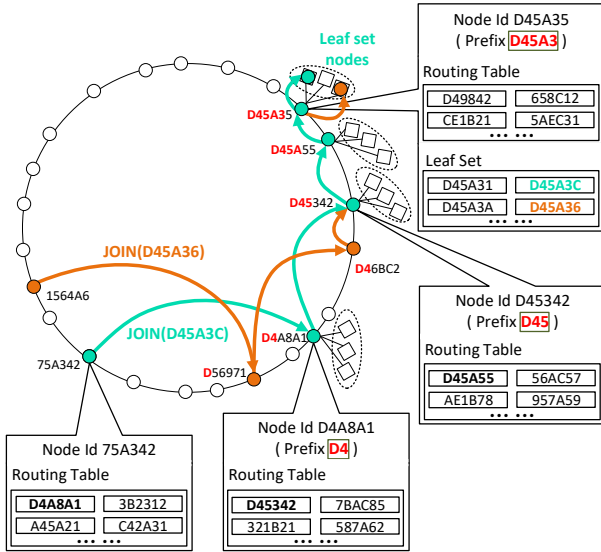 Node Id D45A35
( Prefix D45A3 )
Routing Table
D49842 658C12
CE1B21 5AEC31
... ...
Leaf Set
D45A31 D45A3C
D45A3A D45A36
... ...
Leaf set
nodes
D45A35
D45A55
D45342
D46BC2
JOIN(D45A36)
1564A6
JOIN(D45A3C)
D4A8A1
75A342
D56971
Node Id D45342
( Prefix D45 )
Routing Table
D45A55 56AC57
AE1B78 957A59
... ...
Node Id 75A342
Routing Table
D4A8A1 3B2312
A45A21 C42A31
... ...
Node Id D4A8A1
( Prefix D4 )
Routing Table
D45342 7BAC85
321B21 587A62
... ...